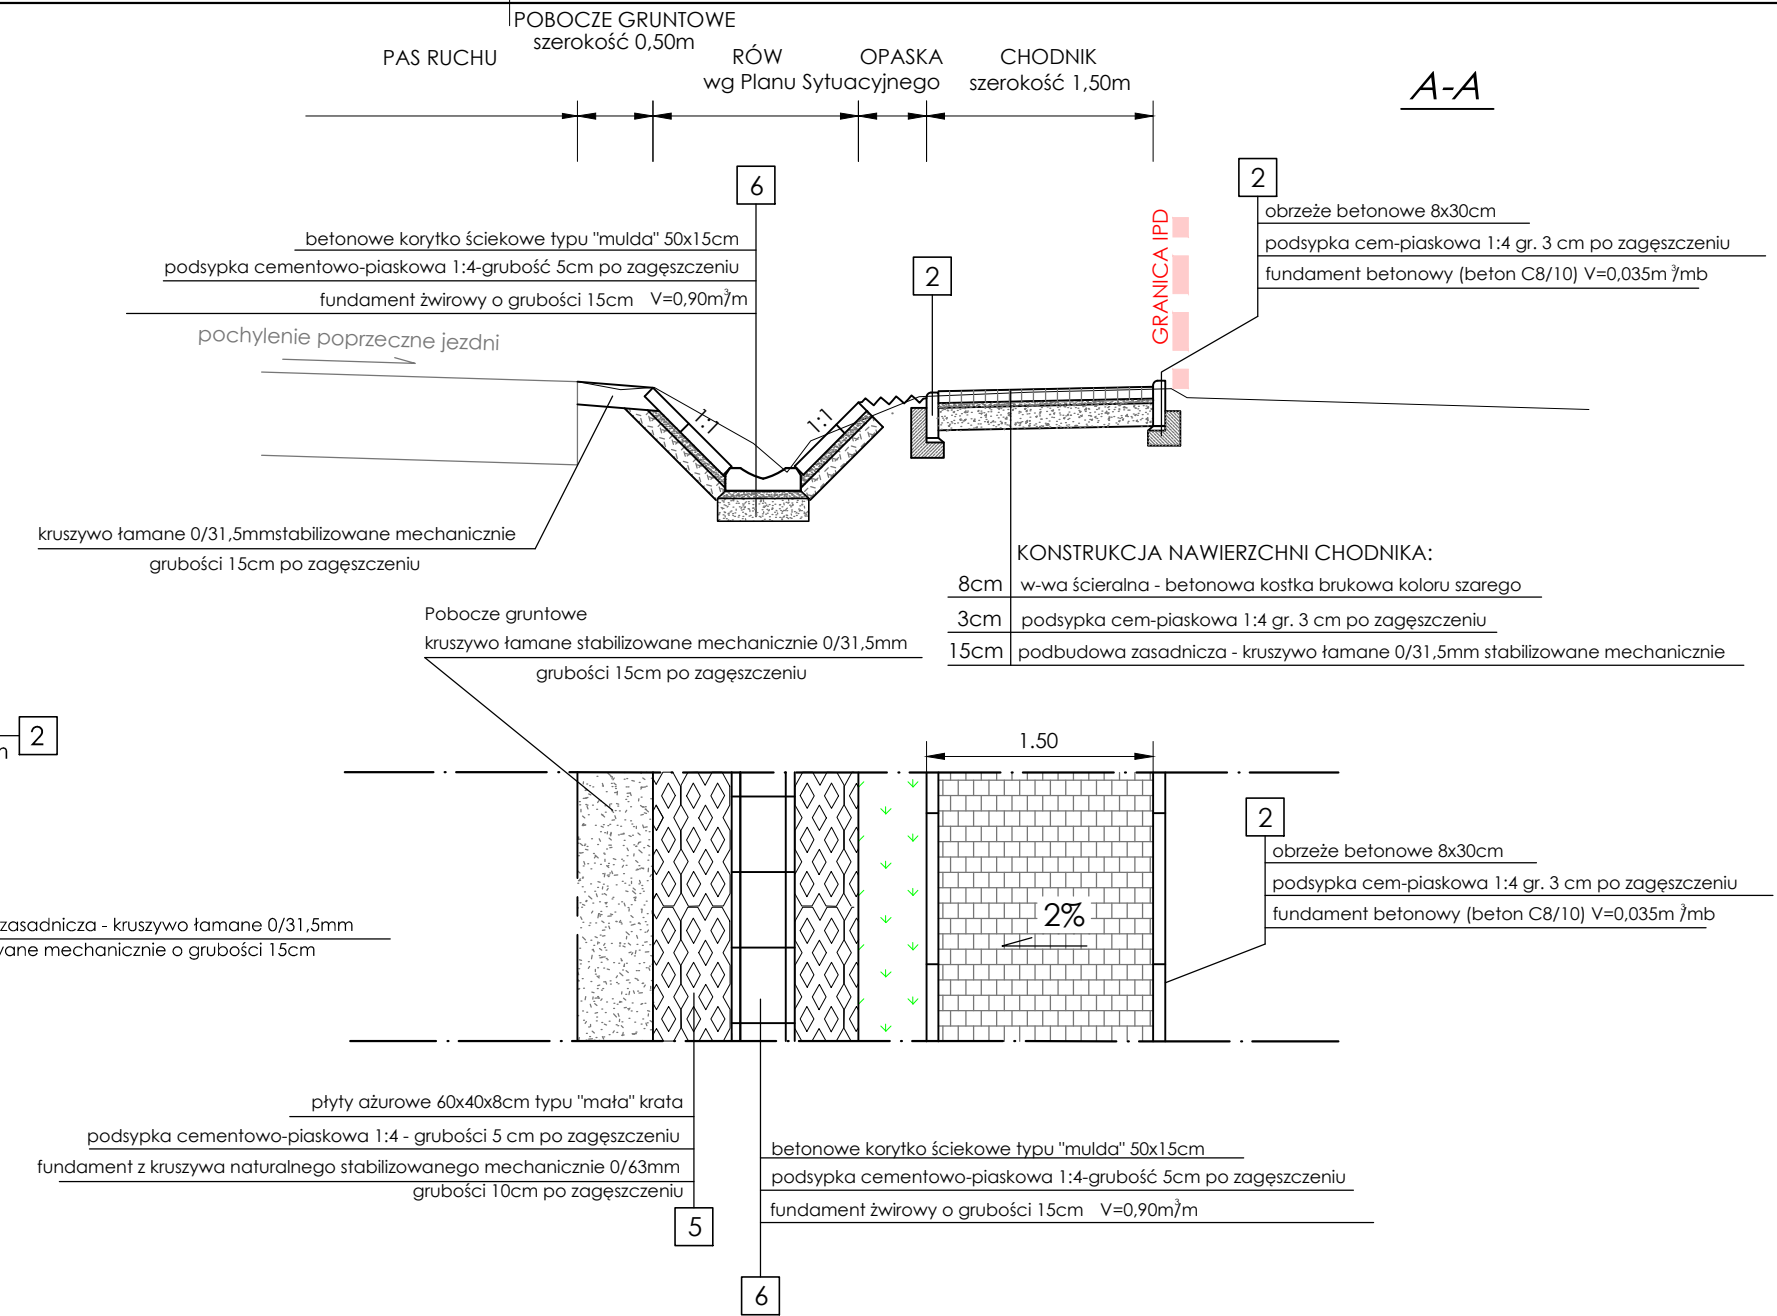 POBOCZE GRUNTOWE
szerokość 0,50m
PAS RUCHU
RÓW
OPASKA
wg Planu Sytuacyjnego
CHODNIK
szerokość 1,50m
A-A
6
betonowe korytko ściekowe typu "mulda" 50x15cm
podsypka cementowo-piaskowa 1:4-grubość 5cm po zagęszczeniu
fundament żwirowy o grubości 15cm V=0,90m³/m
2
2
obrzeże betonowe 8x30cm
podsypka cem-piaskowa 1:4 gr. 3 cm po zagęszczeniu
fundament betonowy (beton C8/10) V=0,035m³/mb
GRANICA IPD
pochylenie poprzeczne jezdni
1:1
1:1
kruszywo łamane 0/31,5mmstabilizowane mechanicznie
grubości 15cm po zagęszczeniu
KONSTRUKCJA NAWIERZCHNI CHODNIKA:
8cm w-wa ścieralna - betonowa kostka brukowa koloru szarego
3cm podsypka cem-piaskowa 1:4 gr. 3 cm po zagęszczeniu
15cm podbudowa zasadnicza - kruszywo łamane 0/31,5mm stabilizowane mechanicznie
Pobocze gruntowe
kruszywo łamane stabilizowane mechanicznie 0/31,5mm
grubości 15cm po zagęszczeniu
2
1.50
2%
2
obrzeże betonowe 8x30cm
podsypka cem-piaskowa 1:4 gr. 3 cm po zagęszczeniu
fundament betonowy (beton C8/10) V=0,035m³/mb
zasadnicza - kruszywo łamane 0/31,5mm
wane mechanicznie o grubości 15cm
płyty ażurowe 60x40x8cm typu "mała" krata
podsypka cementowo-piaskowa 1:4 - grubości 5 cm po zagęszczeniu
fundament z kruszywa naturalnego stabilizowanego mechanicznie 0/63mm
grubości 10cm po zagęszczeniu
5
betonowe korytko ściekowe typu "mulda" 50x15cm
podsypka cementowo-piaskowa 1:4-grubość 5cm po zagęszczeniu
fundament żwirowy o grubości 15cm V=0,90m³/m
6